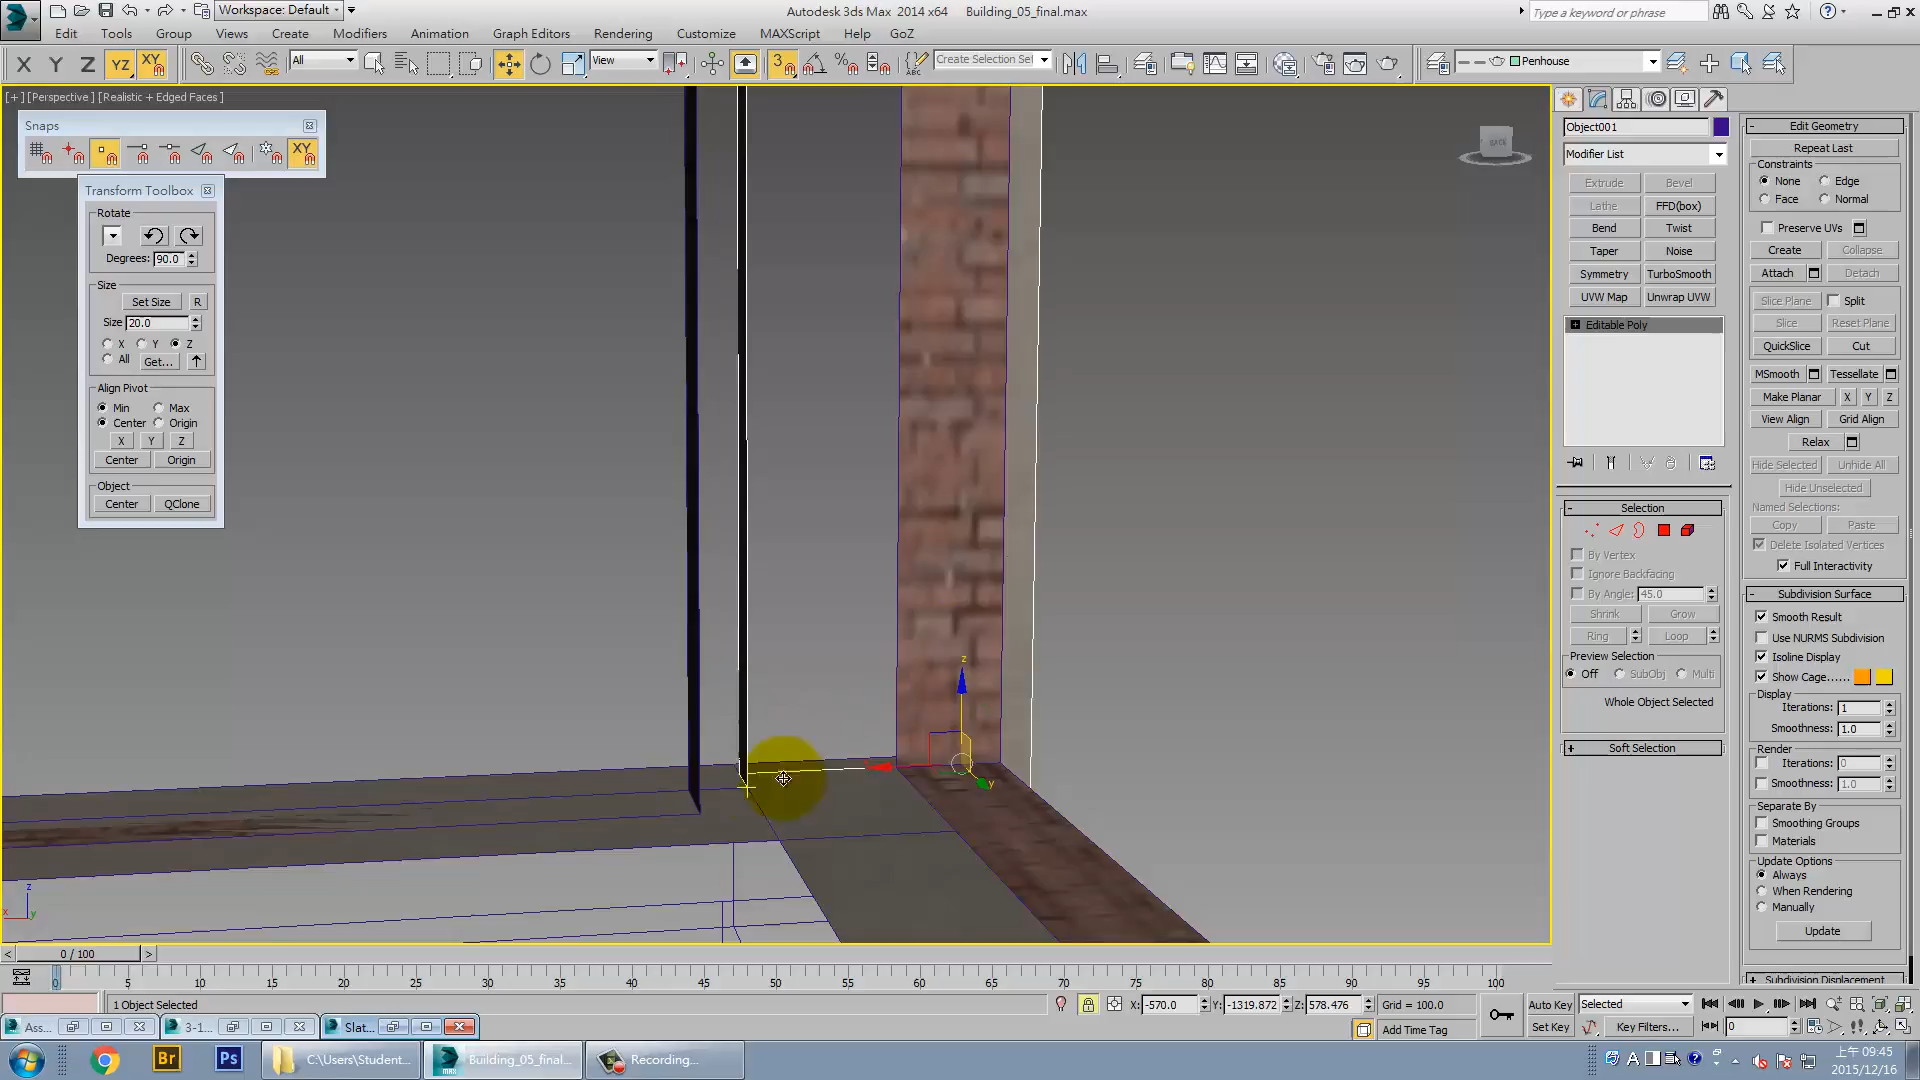 Workspace: Default
Autodesk 3ds Max 2014 x64 Building_05_final.max
Type a keyword or phrase
Edit Tools Group Views Create Modifiers Animation Graph Editors Rendering Customize MAXScript Help GoZ
X Y Z YZ XY All View 3 Create Selection Set Penhouse
[+] [Perspective] [Realistic + Edged Faces]
Snaps
XY
Transform Toolbox
Rotate
Degrees: 90.0
Size
Set Size R
Size 20.0
X Y Z
All Get...
Align Pivot
Min Max
Center Origin
X Y Z
Center Origin
Object
Center QClone
z
y
z
x y
Object001
Modifier List
Extrude Bevel
Lathe FFD(box)
Bend Twist
Taper Noise
Symmetry TurboSmooth
UVW Map Unwrap UVW
Editable Poly
Selection
By Vertex
Ignore Backfacing
By Angle: 45.0
Shrink Grow
Ring Loop
Preview Selection
Off SubObj Multi
Whole Object Selected
Soft Selection
Edit Geometry
Repeat Last
Constraints
None Edge
Face Normal
Preserve UVs
Create Collapse
Attach Detach
Slice Plane Split
Slice Reset Plane
QuickSlice Cut
MSmooth Tessellate
Make Planar X Y Z
View Align Grid Align
Relax
Hide Selected Unhide All
Hide Unselected
Named Selections:
Copy Paste
Delete Isolated Vertices
Full Interactivity
Subdivision Surface
Smooth Result
Use NURMS Subdivision
Isoline Display
Show Cage......
Display
Iterations: 1
Smoothness: 1.0
Render
Iterations: 0
Smoothness: 1.0
Separate By
Smoothing Groups
Materials
Update Options
Always
When Rendering
Manually
Update
Subdivision Displacement
< 0 / 100 >
0 5 10 15 20 25 30 35 40 45 50 55 60 65 70 75 80 85 90 95 100
1 Object Selected X: -570.0 Y: -1319.872 Z: 578.476 Grid = 100.0 Auto Key Selected
Ass... 3-1... Slat... Add Time Tag Set Key Key Filters... 0
Br Ps C:\Users\Student... Building_05_final... Recording... A
上午 09:45
2015/12/16